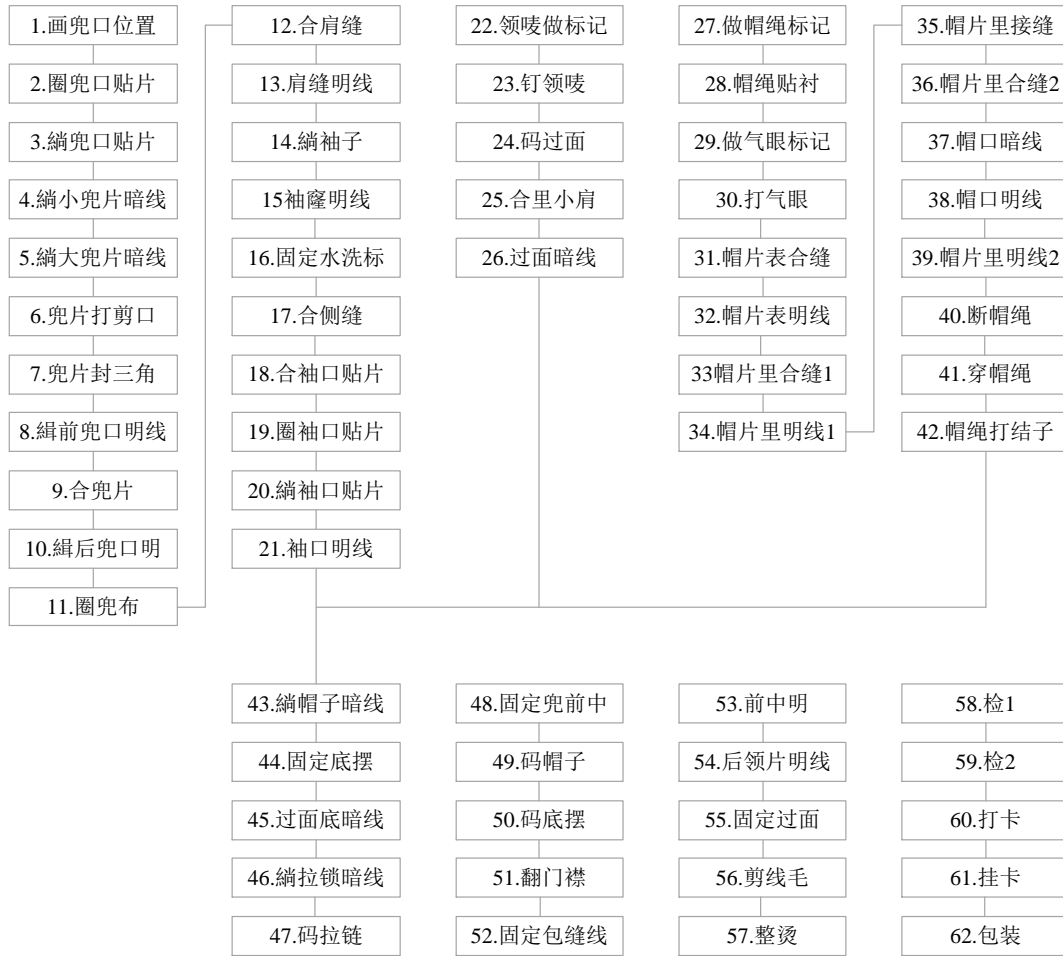 1.画兜口位置
2.圈兜口贴片
3.緔兜口贴片
4.緔小兜片暗线
5.緔大兜片暗线
6.兜片打剪口
7.兜片封三角
8.緝前兜口明线
9.合兜片
10.緝后兜口明
11.圈兜布
12.合肩缝
13.肩缝明线
14.緔袖子
15袖窿明线
16.固定水洗标
17.合侧缝
18.合袖口贴片
19.圈袖口贴片
20.緔袖口贴片
21.袖口明线
22.领唛做标记
23.钉领唛
24.码过面
25.合里小肩
26.过面暗线
27.做帽绳标记
28.帽绳贴衬
29.做气眼标记
30.打气眼
31.帽片表合缝
32.帽片表明线
33帽片里合缝1
34.帽片里明线1
35.帽片里接缝
36.帽片里合缝2
37.帽口暗线
38.帽口明线
39.帽片里明线2
40.断帽绳
41.穿帽绳
42.帽绳打结子
43.緔帽子暗线
44.固定底摆
45.过面底暗线
46.緔拉锁暗线
47.码拉链
48.固定兜前中
49.码帽子
50.码底摆
51.翻门襟
52.固定包缝线
53.前中明
54.后领片明线
55.固定过面
56.剪线毛
57.整烫
58.检1
59.检2
60.打卡
61.挂卡
62.包装